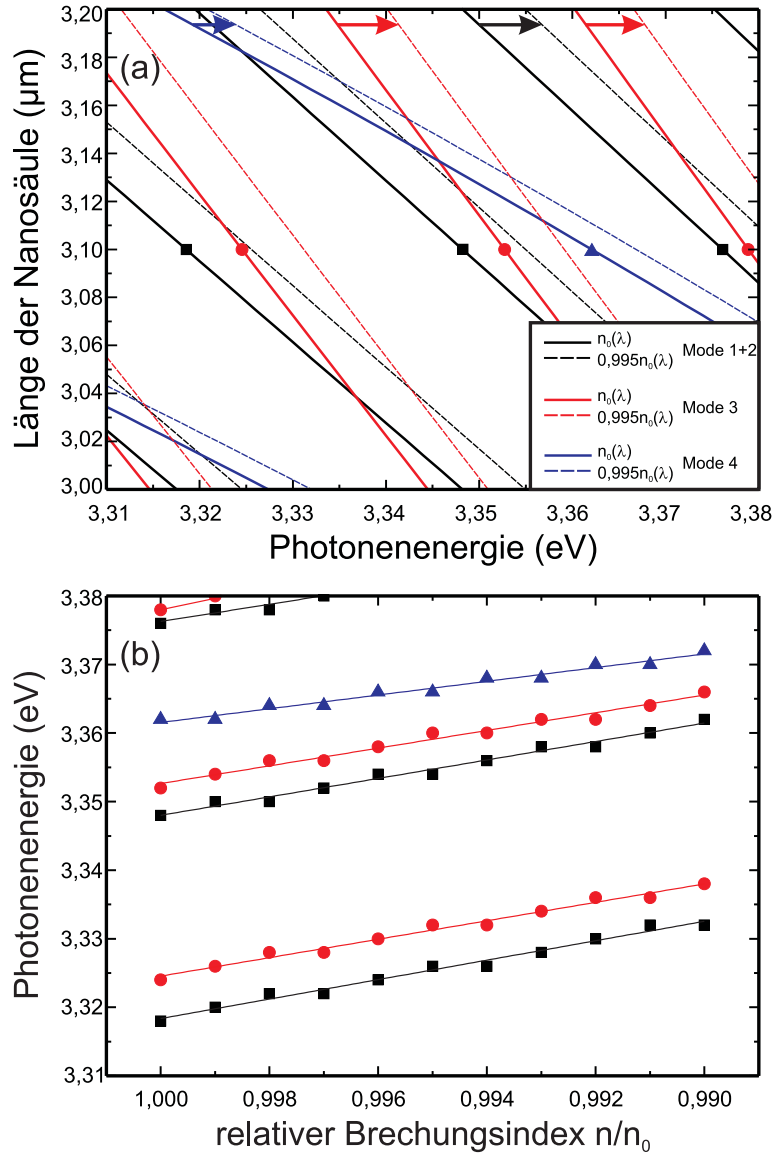 (a)
Länge der Nanosäule (µm)
3,20
3,18
3,16
3,14
3,12
3,10
3,08
3,06
3,04
3,02
3,00
n₀(λ)
0,995n₀(λ) Mode 1+2
n₀(λ)
0,995n₀(λ) Mode 3
n₀(λ)
0,995n₀(λ) Mode 4
3,31 3,32 3,33 3,34 3,35 3,36 3,37 3,38
Photonenenergie (eV)
(b)
Photonenenergie (eV)
3,38
3,37
3,36
3,35
3,34
3,33
3,32
3,31
1,000 0,998 0,996 0,994 0,992 0,990
relativer Brechungsindex n/n₀